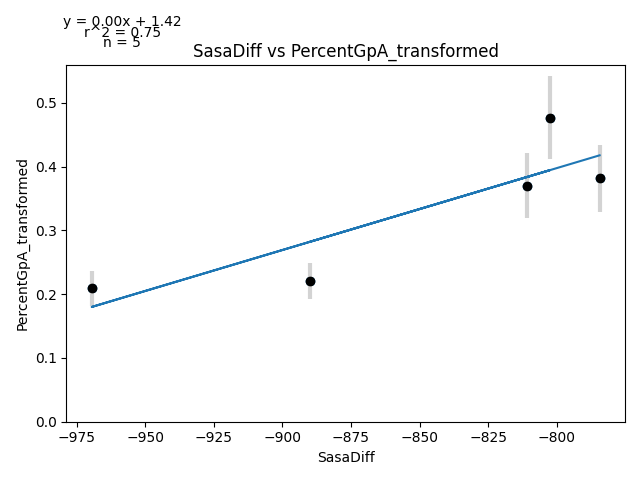 y = 0.00x + 1.42
r^2 = 0.75
n = 5
SasaDiff vs PercentGpA_transformed
PercentGpA_transformed
0.5
0.4
0.3
0.2
0.1
0.0
−975 −950 −925 −900 −875 −850 −825 −800
SasaDiff